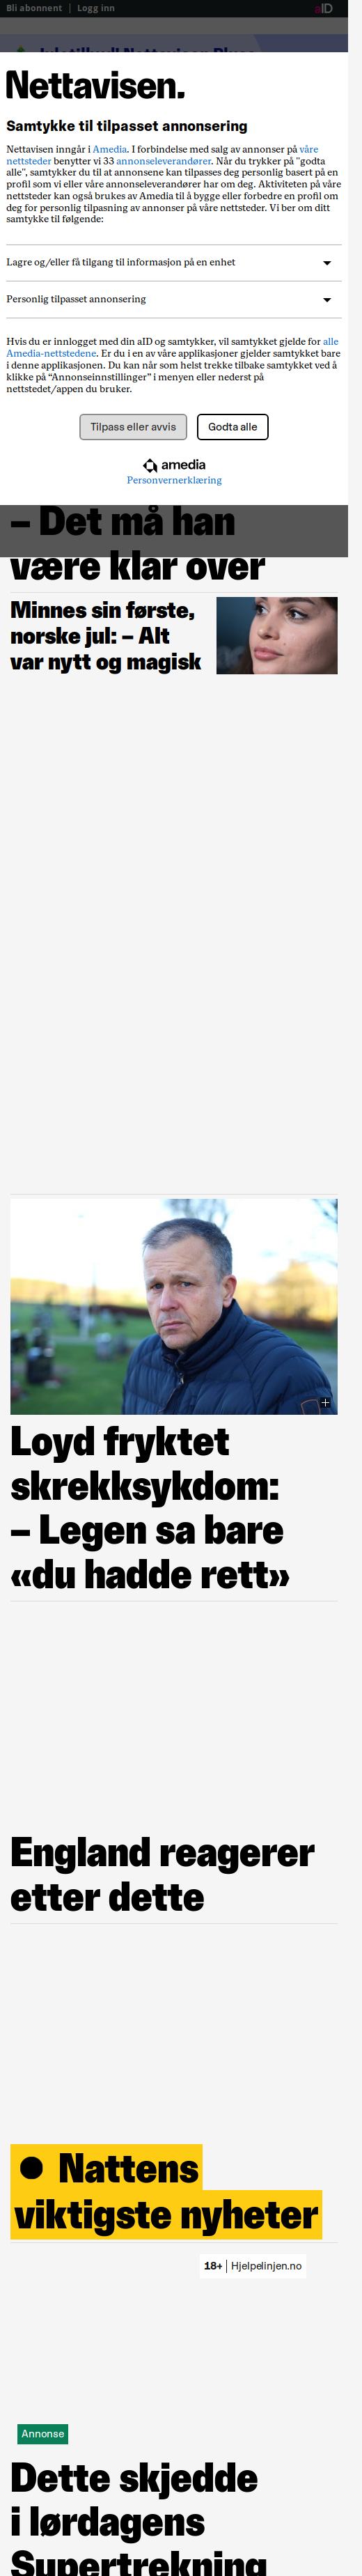 Bli abonnent | Logg inn
aID
Nettavisen.
Samtykke til tilpasset annonsering
Nettavisen inngår i Amedia. I forbindelse med salg av annonser på våre
nettsteder benytter vi 33 annonseleverandører. Når du trykker på "godta
alle", samtykker du til at annonsene kan tilpasses deg personlig basert på en
profil som vi eller våre annonseleverandører har om deg. Aktiviteten på våre
nettsteder kan også brukes av Amedia til å bygge eller forbedre en profil om
deg for personlig tilpasning av annonser på våre nettsteder. Vi ber om ditt
samtykke til følgende:
Lagre og/eller få tilgang til informasjon på en enhet
Personlig tilpasset annonsering
Hvis du er innlogget med din aID og samtykker, vil samtykket gjelde for alle
Amedia-nettstedene. Er du i en av våre applikasjoner gjelder samtykket bare
i denne applikasjonen. Du kan når som helst trekke tilbake samtykket ved å
klikke på “Annonseinnstillinger” i menyen eller nederst på
nettstedet/appen du bruker.
Tilpass eller avvis
Godta alle
amedia
Personvernerklæring
– Det må han
være klar over
Minnes sin første,
norske jul: – Alt
var nytt og magisk
Loyd fryktet
skrekksykdom:
– Legen sa bare
«du hadde rett»
England reagerer
etter dette
Nattens
viktigste nyheter
18+ | Hjelpelinjen.no
Annonse
Dette skjedde
i lørdagens
Supertrekning